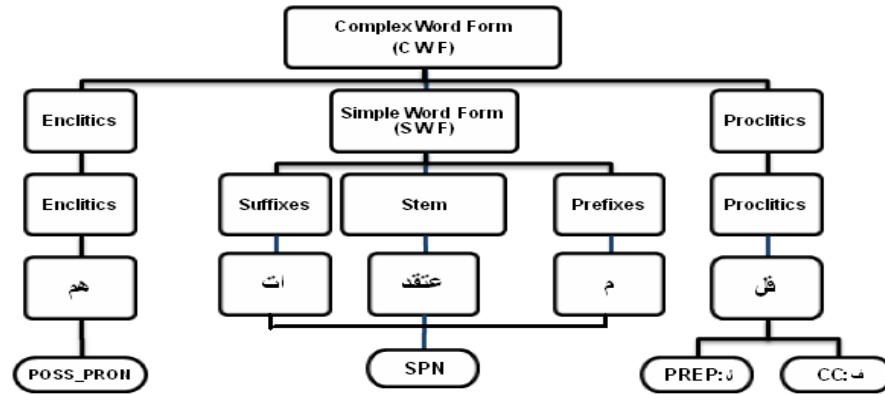 Complex Word Form
(CWF)
Enclitics
Simple Word Form
(SWF)
Proclitics
Enclitics
Suffixes
Stem
Prefixes
Proclitics
هم
ات
عتقد
م
فل
POSS_PRON
SPN
PREP: ل
CC: ف